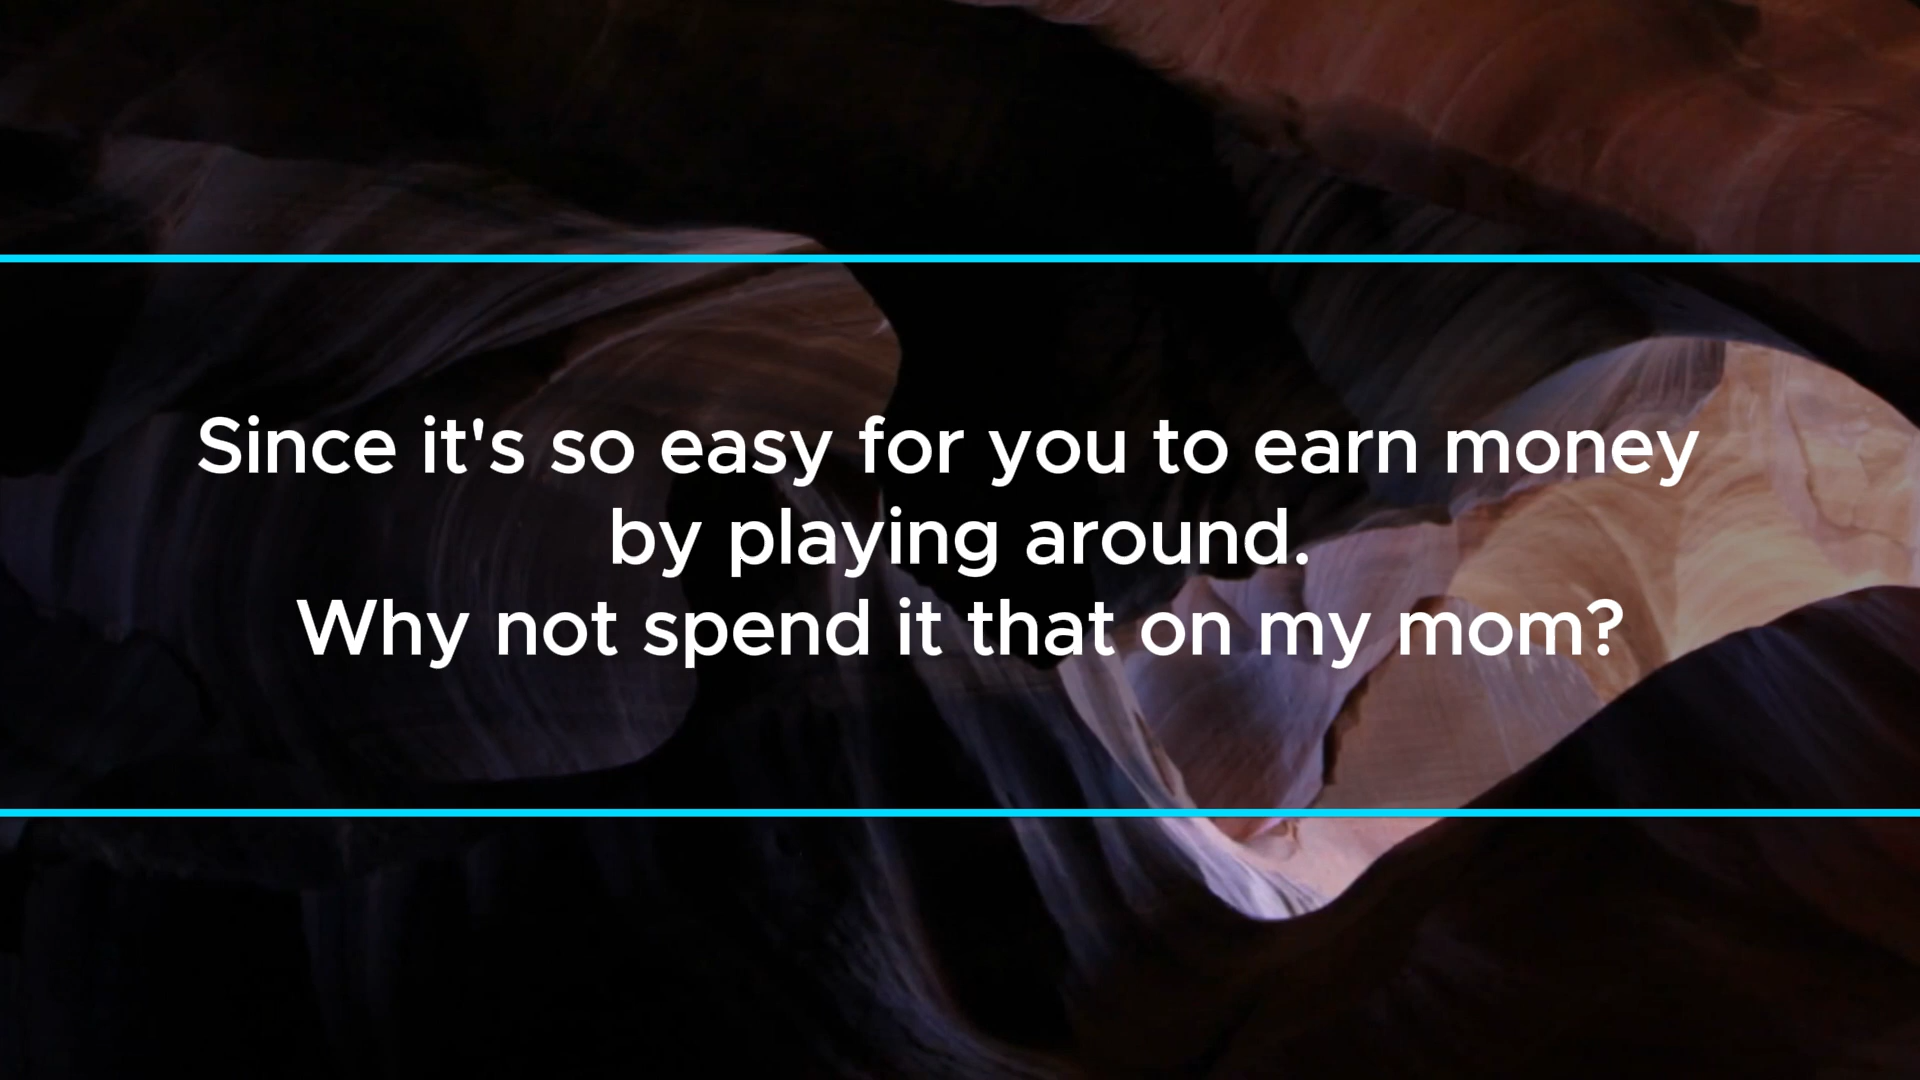 Since it's so easy for you to earn money
by playing around.
Why not spend it that on my mom?